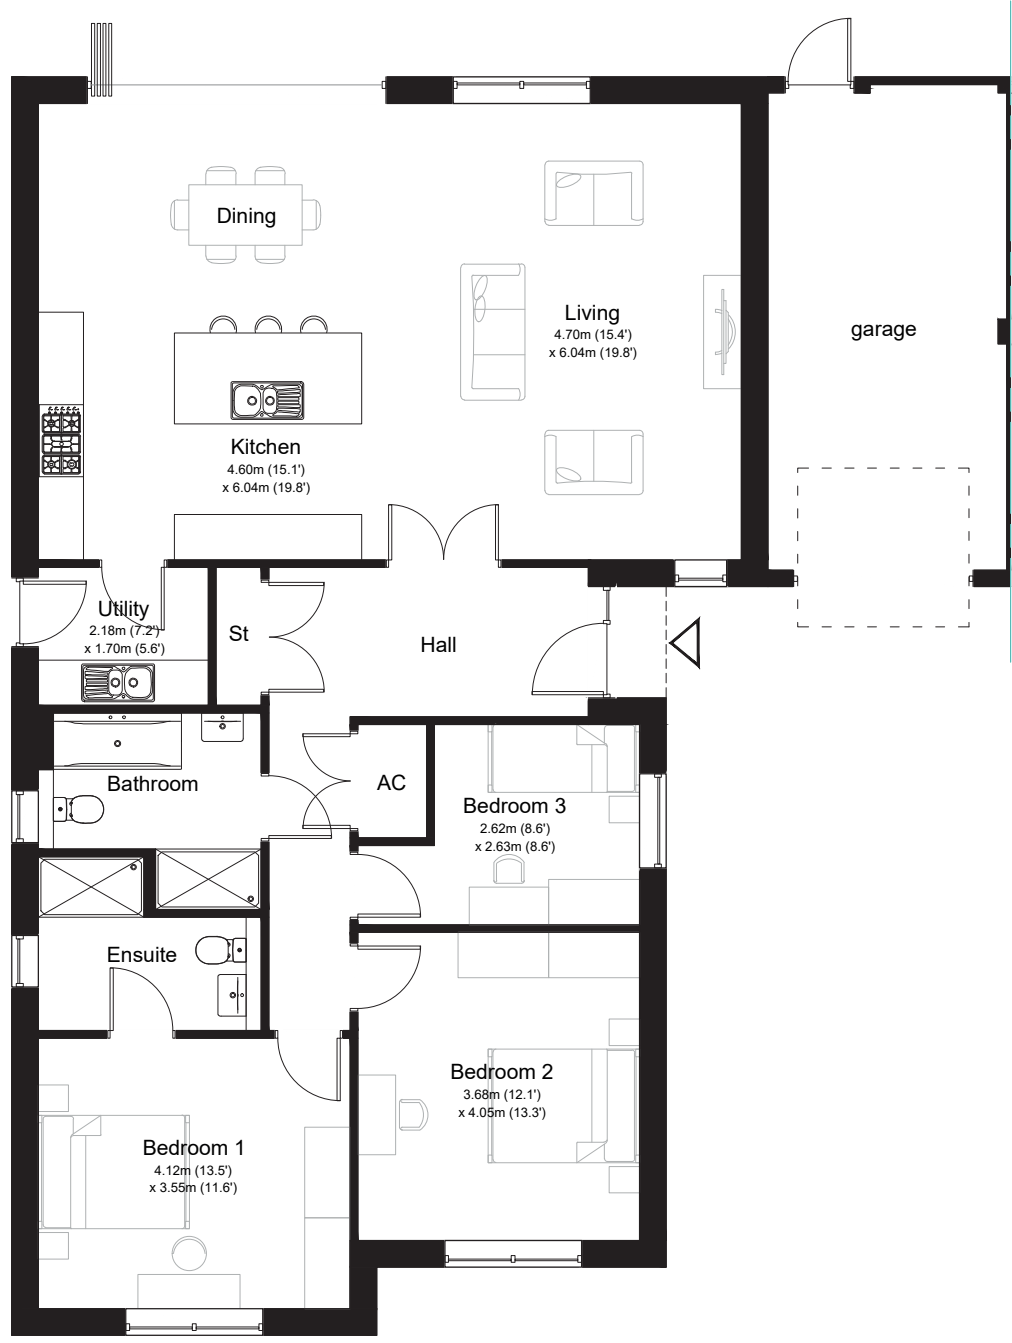 Dining
Living
4.70m (15.4')
x 6.04m (19.8')
garage
Kitchen
4.60m (15.1')
x 6.04m (19.8')
Utility
2.18m (7.2')
x 1.70m (5.6')
St
Hall
Bathroom
AC
Bedroom 3
2.62m (8.6')
x 2.63m (8.6')
Ensuite
Bedroom 2
3.68m (12.1')
x 4.05m (13.3')
Bedroom 1
4.12m (13.5')
x 3.55m (11.6')